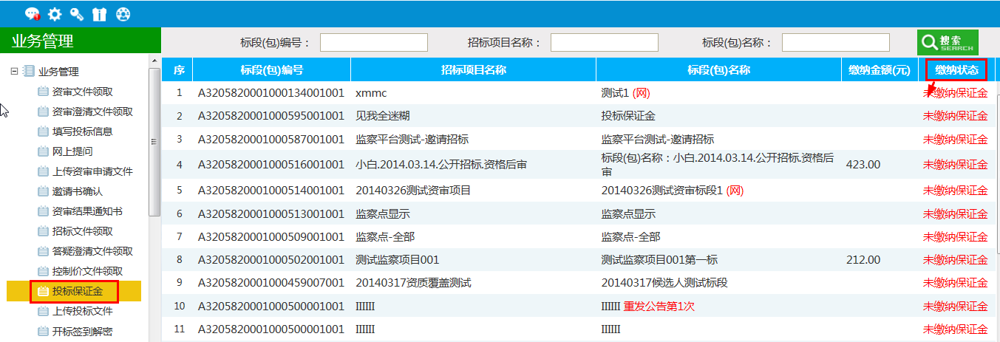 业务管理
标段(包)编号：
招标项目名称：
标段(包)名称：
搜索
SEARCH
业务管理
资审文件领取
资审澄清文件领取
填写投标信息
网上提问
上传资审申请文件
邀请书确认
资审结果通知书
招标文件领取
答疑澄清文件领取
控制价文件领取
投标保证金
上传投标文件
开标签到解密
序 标段(包)编号 招标项目名称 标段(包)名称 缴纳金额(元) 缴纳状态
1 A3205820001000134001001 xmmc 测试1 (网) 未缴纳保证金
2 A3205820001000595001001 见我全迷糊 投标保证金 未缴纳保证金
3 A3205820001000587001001 监察平台测试-邀请招标 监察平台测试-邀请招标 未缴纳保证金
4 A3205820001000516001001 小白.2014.03.14.公开招标.资格后审 标段(包)名称：小白.2014.03.14.公开招标.资格后 423.00 未缴纳保证金
审
5 A3205820001000514001001 20140326测试资审项目 20140326测试资审标段1 (网) 未缴纳保证金
6 A3205820001000513001001 监察点显示 监察点显示 未缴纳保证金
7 A3205820001000509001001 监察点-全部 监察点-全部 未缴纳保证金
8 A3205820001000502001001 测试监察项目001 测试监察项目001第一标 212.00 未缴纳保证金
9 A3205820001000459007001 20140317资质覆盖测试 20140317候选人测试标段 未缴纳保证金
10 A3205820001000500001001 IIIIII IIIIII 重发公告第1次 未缴纳保证金
11 A3205820001000500001001 IIIIII IIIIII 未缴纳保证金